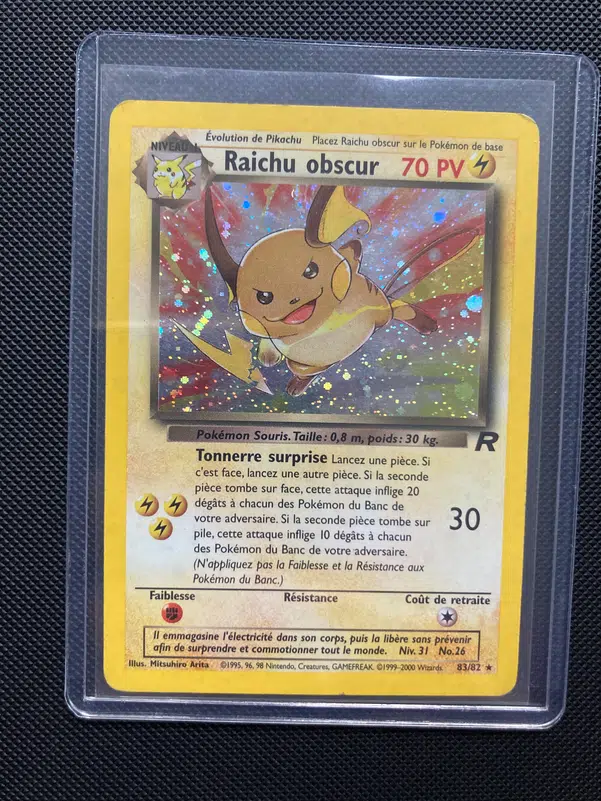 Évolution de Pikachu Placez Raichu obscur sur le Pokémon de base
NIVEAU 1
Raichu obscur 70 PV
Pokémon Souris. Taille : 0,8 m, poids : 30 kg.
R
Tonnerre surprise Lancez une pièce. Si
c'est face, lancez une autre pièce. Si la seconde
pièce tombe sur face, cette attaque inflige 20
dégâts à chacun des Pokémon du Banc de
votre adversaire. Si la seconde pièce tombe sur
pile, cette attaque inflige 10 dégâts à chacun
des Pokémon du Banc de votre adversaire.
(N'appliquez pas la Faiblesse et la Résistance aux
Pokémon du Banc.)
30
Faiblesse Résistance Coût de retraite
Il emmagasine l'électricité dans son corps, puis la libère sans prévenir
afin de surprendre et commotionner tout le monde. Niv. 31 No.26
Illus. Mitsuhiro Arita ©1995, 96, 98 Nintendo, Creatures, GAMEFREAK. ©1999-2000 Wizards. 83/82 ★